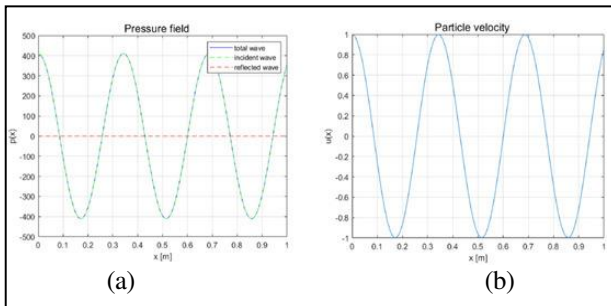 Pressure field
total wave
incident wave
reflected wave
p(x)
500
400
300
200
100
0
-100
-200
-300
-400
-500
0 0.1 0.2 0.3 0.4 0.5 0.6 0.7 0.8 0.9 1
x [m]
(a)
Particle velocity
u(x)
1
0.8
0.6
0.4
0.2
0
-0.2
-0.4
-0.6
-0.8
-1
0 0.1 0.2 0.3 0.4 0.5 0.6 0.7 0.8 0.9 1
x [m]
(b)